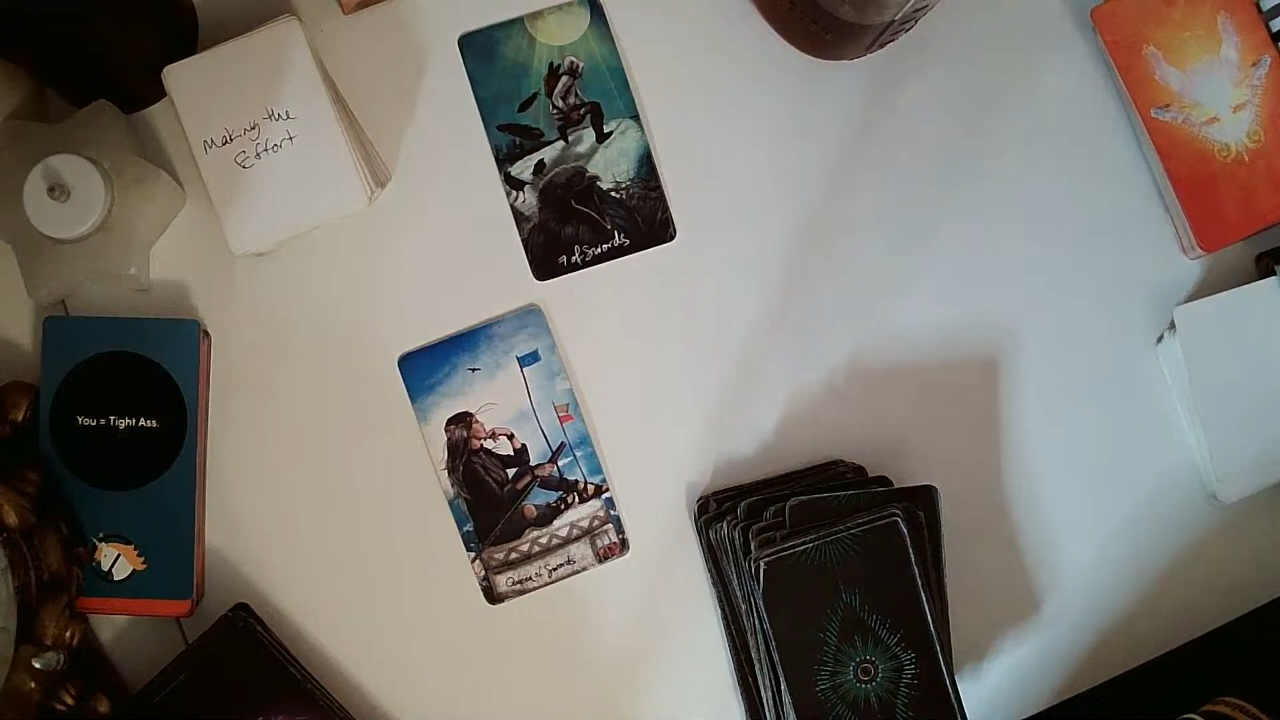 Making the
Effort
7 of Swords
You = Tight Ass.
Queen of Swords